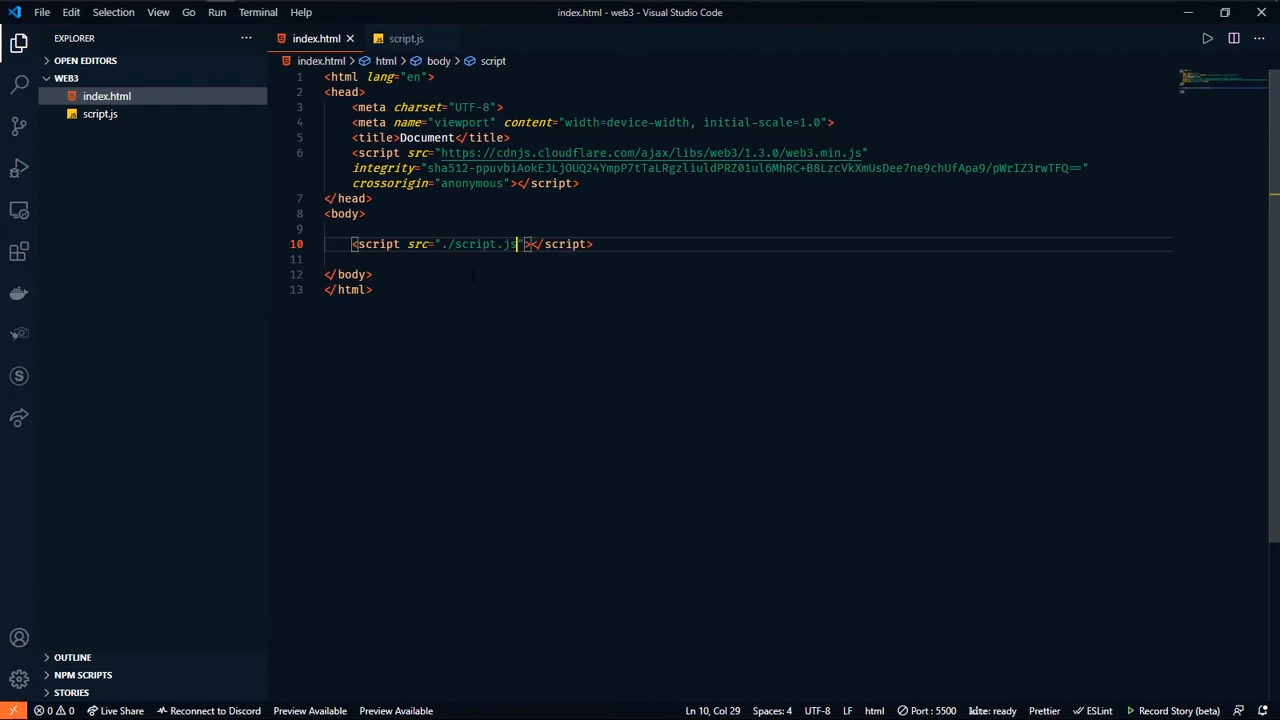 File Edit Selection View Go Run Terminal Help
index.html - web3 - Visual Studio Code
EXPLORER
OPEN EDITORS
WEB3
index.html
script.js
OUTLINE
NPM SCRIPTS
STORIES
index.html script.js
index.html html body script
1 <html lang="en">
2 <head>
3 <meta charset="UTF-8">
4 <meta name="viewport" content="width=device-width, initial-scale=1.0">
5 <title>Document</title>
6 <script src="https://cdnjs.cloudflare.com/ajax/libs/web3/1.3.0/web3.min.js"
integrity="sha512-ppuvbiAokEJLjOUQ24YmpP7tTaLRgzliuldPRZ01ul6MhRC+B8LzcVkXmUsDee7ne9chUfApa9/pWrIZ3rwTFQ=="
crossorigin="anonymous"></script>
7 </head>
8 <body>
9
10 <script src="./script.js"></script>
11
12 </body>
13 </html>
0 0 Live Share Reconnect to Discord Preview Available Preview Available Ln 10, Col 29 Spaces: 4 UTF-8 LF html Port : 5500 kite: ready Prettier ESLint Record Story (beta)